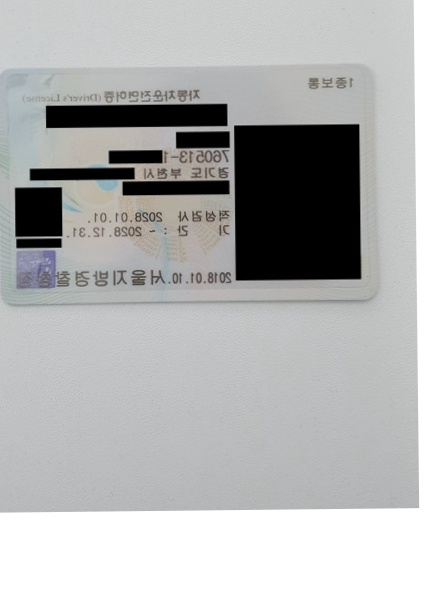 1종보통
자동차운전면허증 (Driver's License)
760513-1
경기도 부천시
적성검사 2028.01.01.
기 간 : ~ 2028.12.31.
2018.01.10. 서울지방경찰청장